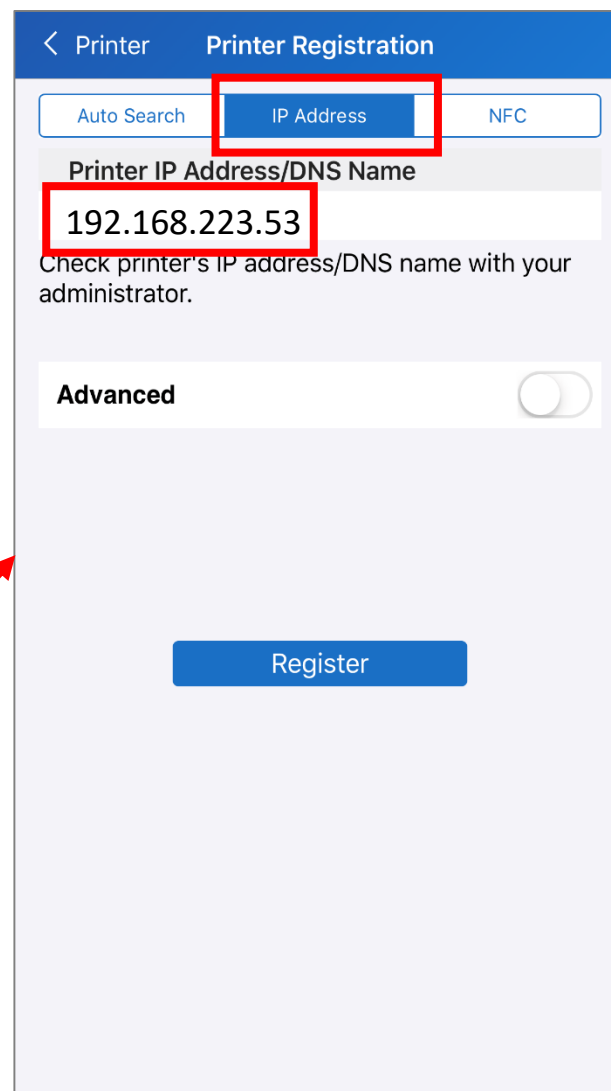 Printer Printer Registration
Auto Search IP Address NFC
Printer IP Address/DNS Name
192.168.223.53
Check printer's IP address/DNS name with your
administrator.
Advanced
Register